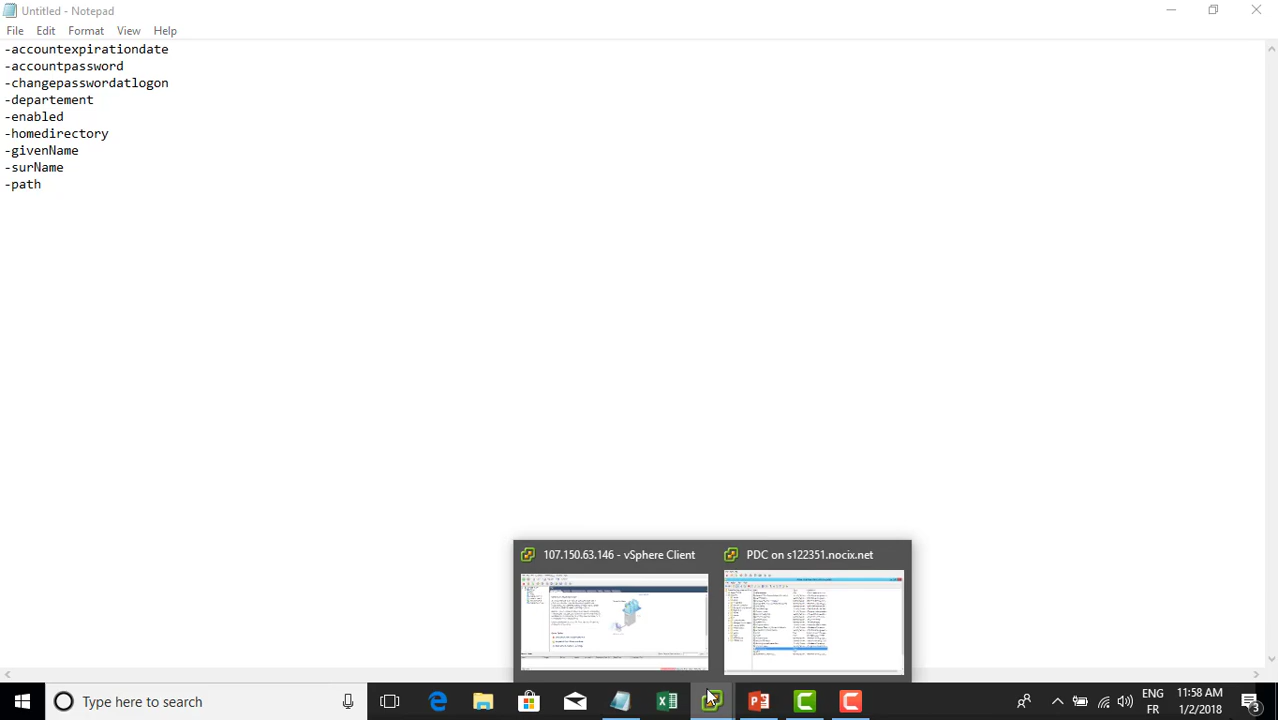 Untitled - Notepad
File Edit Format View Help
-accountexpirationdate
-accountpassword
-changepasswordatlogon
-departement
-enabled
-homedirectory
-givenName
-surName
-path
107.150.63.146 - vSphere Client
PDC on s122351.nocix.net
Type here to search
ENG
FR
11:58 AM
1/2/2018
3